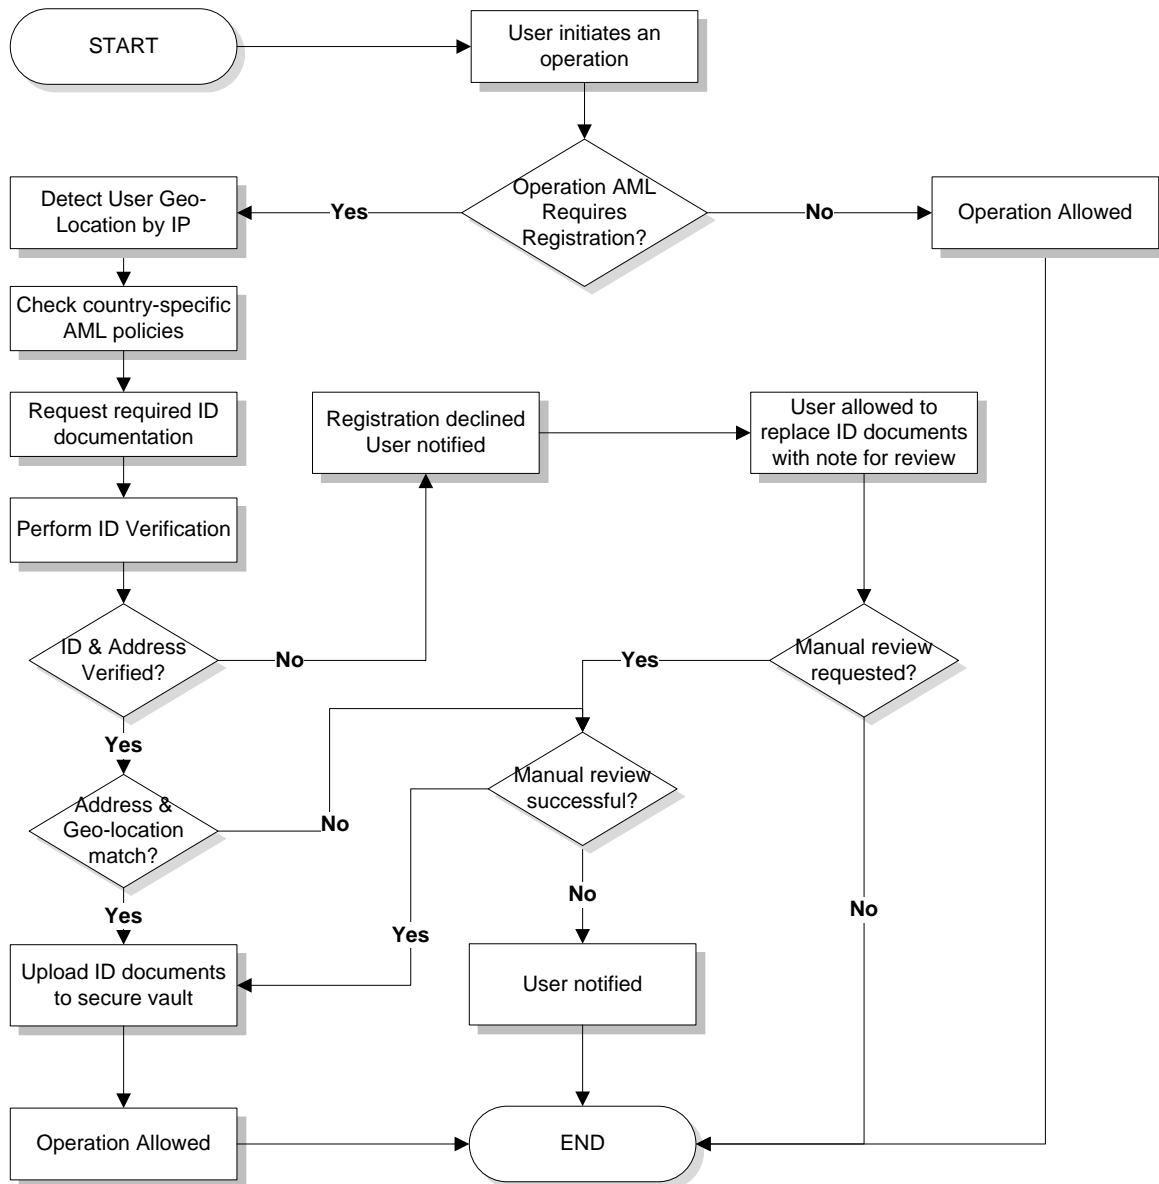 START
User initiates an
operation
Operation AML
Requires
Registration?
Yes
No
Detect User Geo-
Location by IP
Operation Allowed
Check country-specific
AML policies
Request required ID
documentation
Registration declined
User notified
User allowed to
replace ID documents
with note for review
Perform ID Verification
ID & Address
Verified?
No
Yes
Manual review
requested?
Yes
Manual review
successful?
Address &
Geo-location
match?
No
Yes
No
No
Yes
Upload ID documents
to secure vault
User notified
Operation Allowed
END